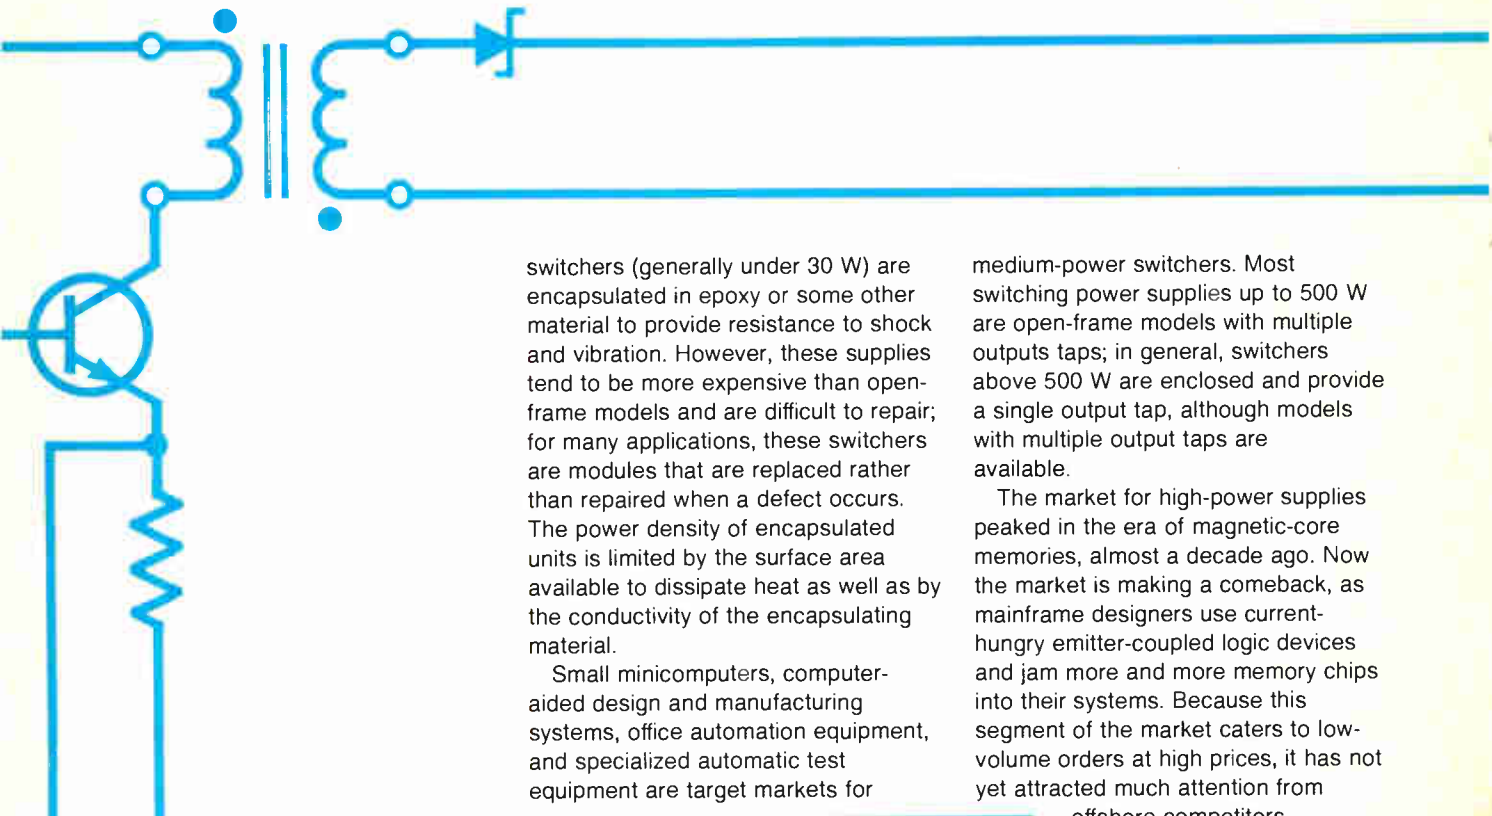 switchers (generally under 30 W) are
encapsulated in epoxy or some other
material to provide resistance to shock
and vibration. However, these supplies
tend to be more expensive than open-
frame models and are difficult to repair;
for many applications, these switchers
are modules that are replaced rather
than repaired when a defect occurs.
The power density of encapsulated
units is limited by the surface area
available to dissipate heat as well as by
the conductivity of the encapsulating
material.
Small minicomputers, computer-
aided design and manufacturing
systems, office automation equipment,
and specialized automatic test
equipment are target markets for
medium-power switchers. Most
switching power supplies up to 500 W
are open-frame models with multiple
outputs taps; in general, switchers
above 500 W are enclosed and provide
a single output tap, although models
with multiple output taps are
available.
The market for high-power supplies
peaked in the era of magnetic-core
memories, almost a decade ago. Now
the market is making a comeback, as
mainframe designers use current-
hungry emitter-coupled logic devices
and jam more and more memory chips
into their systems. Because this
segment of the market caters to low-
volume orders at high prices, it has not
yet attracted much attention from
offshore competitors